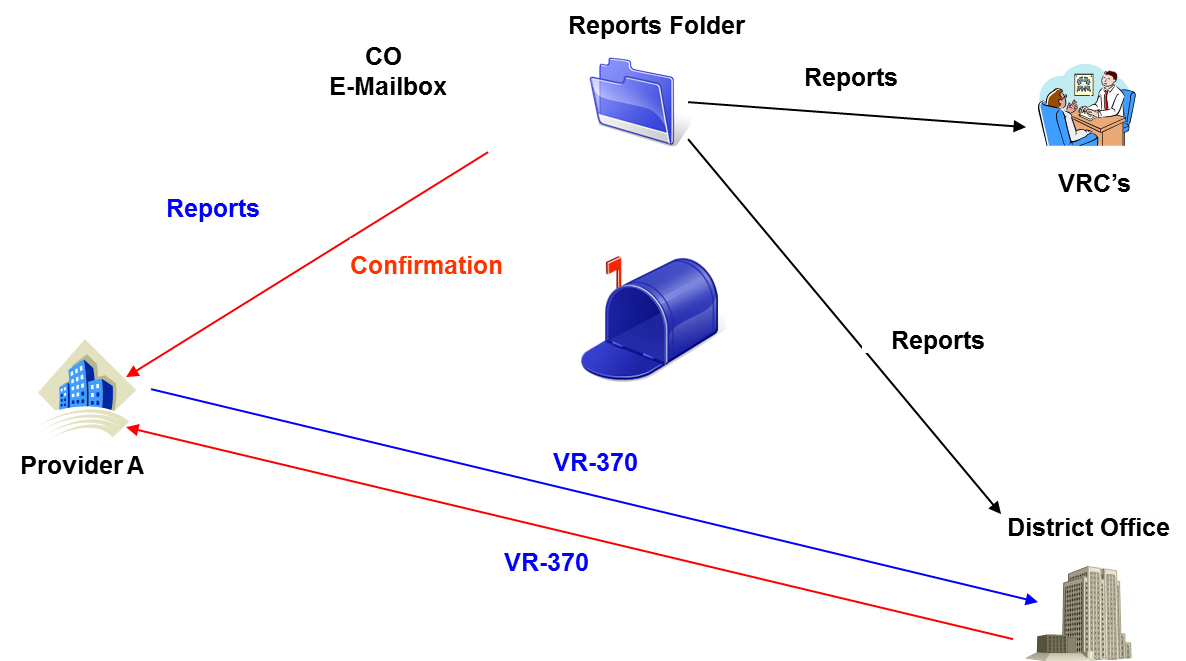 Reports Folder
CO
E-Mailbox
Reports
VRC’s
Reports
Confirmation
Reports
Provider A
VR-370
District Office
VR-370